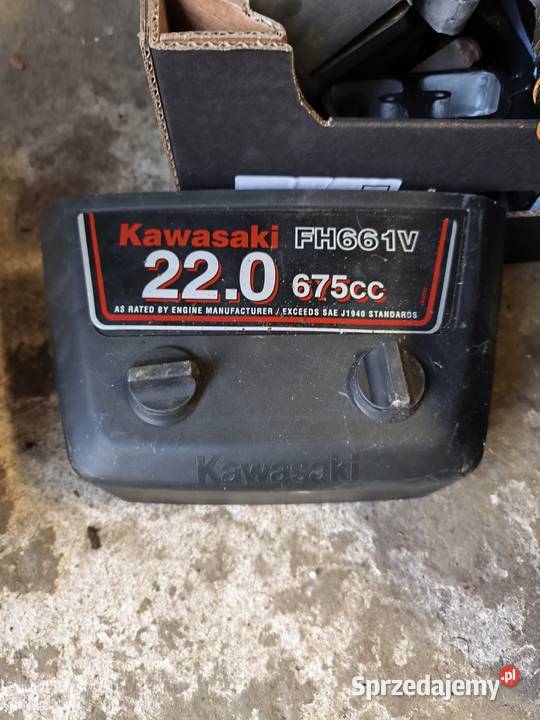 Kawasaki FH661V
22.0 675cc
AS RATED BY ENGINE MANUFACTURER / EXCEEDS SAE J1940 STANDARDS
Kawasaki
Sprzedajemy.pl